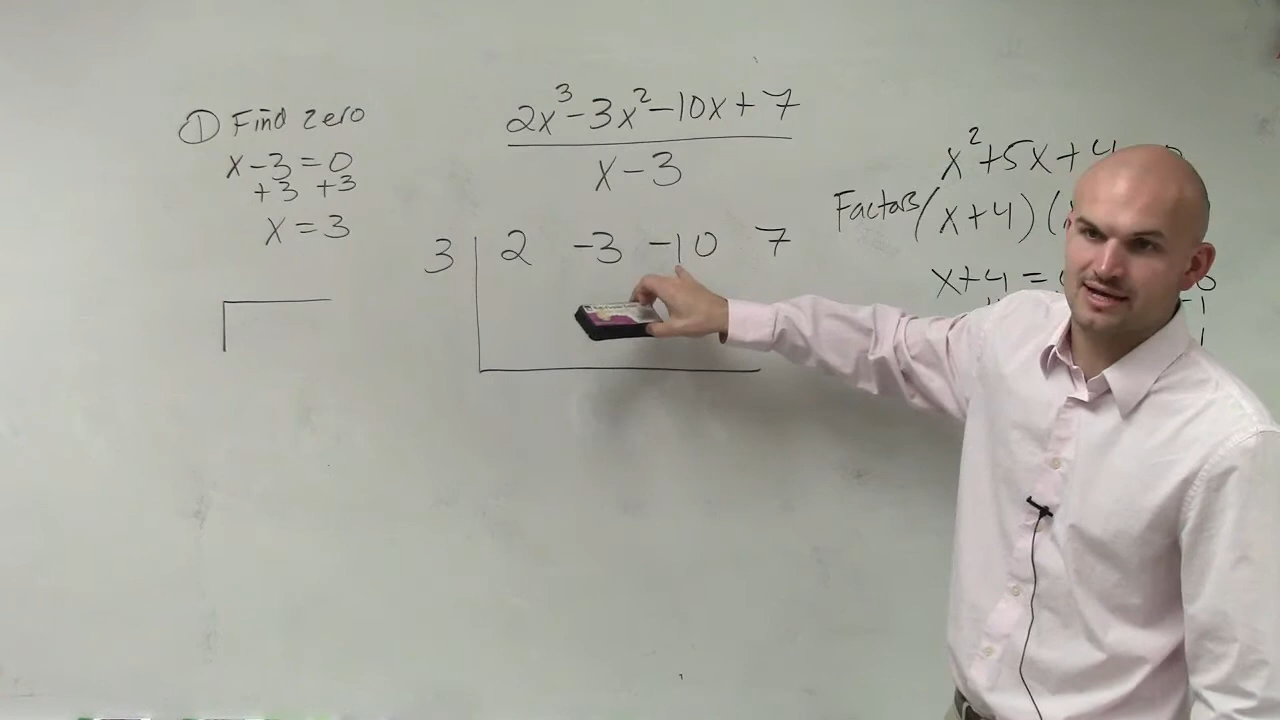 ① Find zero
x-3=0
+3 +3
x=3
2x³-3x²-10x+7
x-3
3 2 -3 -10 7
x²+5x+4
Factors (x+4)(
x+4=